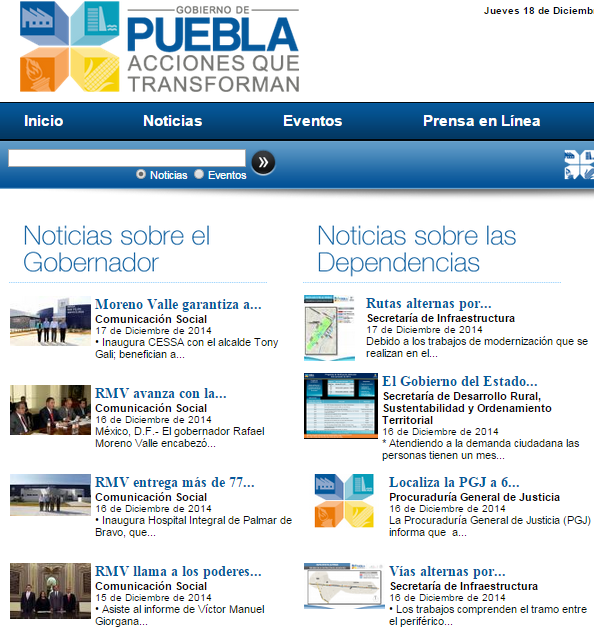 GOBIERNO DE
PUEBLA
ACCIONES QUE
TRANSFORMAN
Jueves 18 de Diciemb
Inicio
Noticias
Eventos
Prensa en Línea
Noticias
Eventos
Noticias sobre el
Gobernador
Moreno Valle garantiza a...
Comunicación Social
17 de Diciembre de 2014
• Inaugura CESSA con el alcalde Tony
Gali; benefician a...
RMV avanza con la...
Comunicación Social
16 de Diciembre de 2014
México, D.F.- El gobernador Rafael
Moreno Valle encabezó...
RMV entrega más de 77...
Comunicación Social
16 de Diciembre de 2014
• Inaugura Hospital Integral de Palmar de
Bravo, que...
RMV llama a los poderes...
Comunicación Social
15 de Diciembre de 2014
• Asiste al informe de Víctor Manuel
Giorgana...
Noticias sobre las
Dependencias
Rutas alternas por...
Secretaría de Infraestructura
17 de Diciembre de 2014
Debido a los trabajos de modernización que se
realizan en el...
El Gobierno del Estado...
Secretaría de Desarrollo Rural,
Sustentabilidad y Ordenamiento
Territorial
16 de Diciembre de 2014
* Atendiendo a la demanda ciudadana las
personas tienen un mes...
Localiza la PGJ a 6...
Procuraduría General de Justicia
16 de Diciembre de 2014
La Procuraduría General de Justicia (PGJ)
informa que a...
Vías alternas por...
Secretaría de Infraestructura
16 de Diciembre de 2014
• Los trabajos comprenden el tramo entre
el periférico...